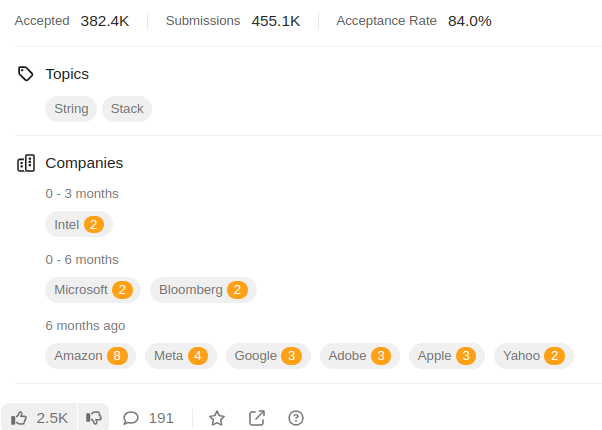 Accepted 382.4K Submissions 455.1K Acceptance Rate 84.0%
Topics
String Stack
Companies
0 - 3 months
Intel 2
0 - 6 months
Microsoft 2 Bloomberg 2
6 months ago
Amazon 8 Meta 4 Google 3 Adobe 3 Apple 3 Yahoo 2
2.5K 191